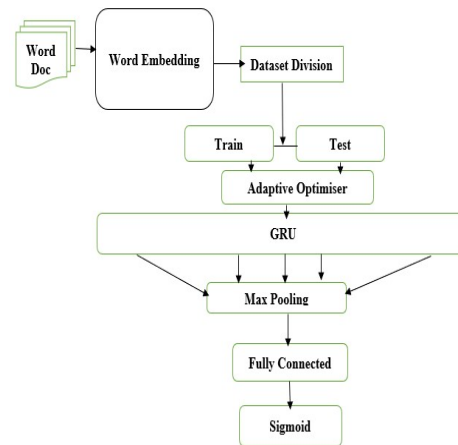 Word
Doc
Word Embedding
Dataset Division
Train
Test
Adaptive Optimiser
GRU
Max Pooling
Fully Connected
Sigmoid